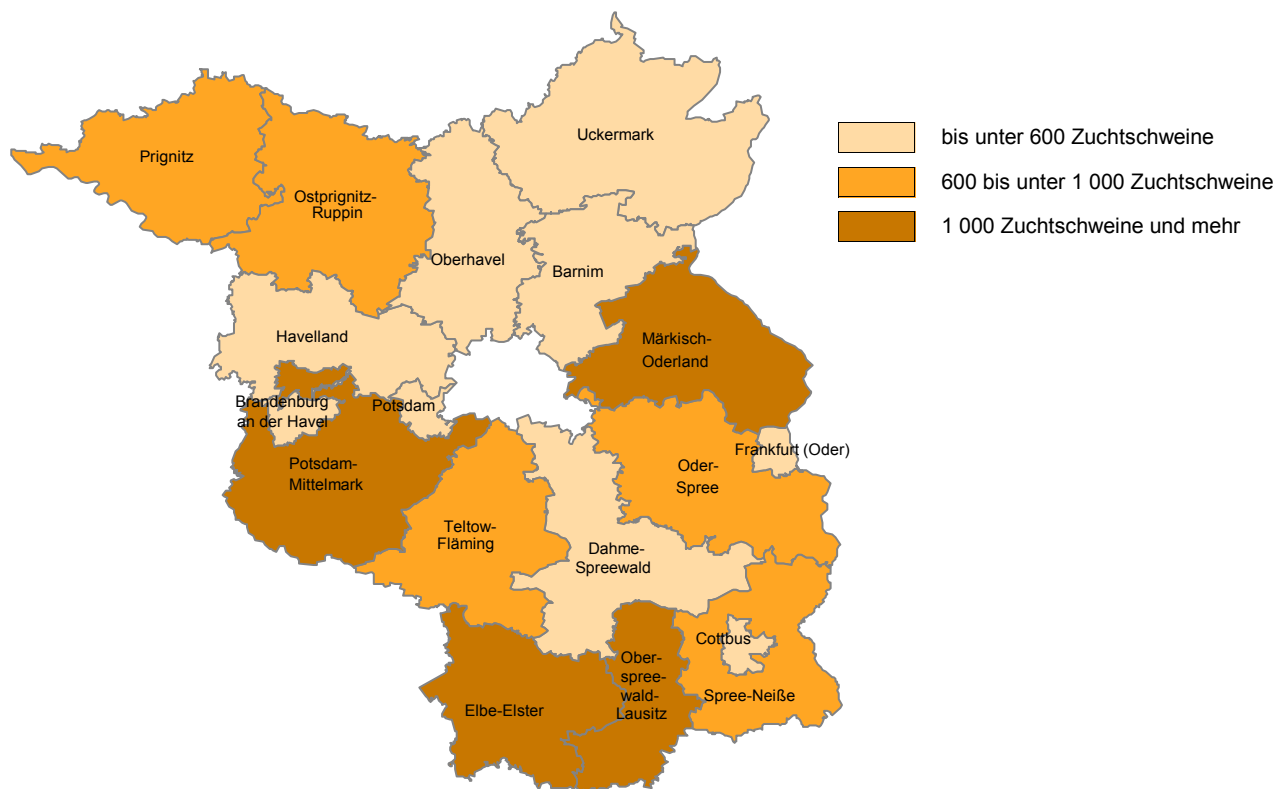 Uckermark
bis unter 600 Zuchtschweine
Prignitz
600 bis unter 1 000 Zuchtschweine
Ostprignitz-
Ruppin
1 000 Zuchtschweine und mehr
Oberhavel
Barnim
Havelland
Märkisch-
Oderland
Brandenburg
an der Havel
Potsdam
Frankfurt (Oder)
Potsdam-
Mittelmark
Oder-
Spree
Teltow-
Fläming
Dahme-
Spreewald
Cottbus
Ober-
spree-
wald-
Lausitz
Spree-Neiße
Elbe-Elster